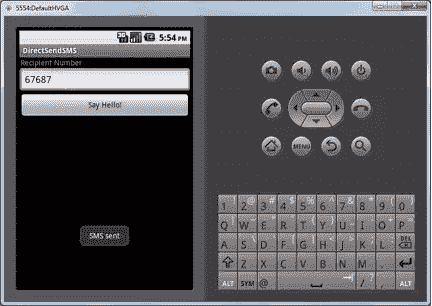 5554:DefaultHVGA
5:54 PM
DirectSendSMS
Recipient Number
67687
Say Hello!
SMS sent
MENU
1 ! 2 @ 3 # 4 $ 5 % 6 ^ 7 & 8 * 9 ( 0 )
Q W E R T Y U I O P
A S D F G H J K L DEL
Z X C V B N M .
ALT SYM @ / ? , ALT